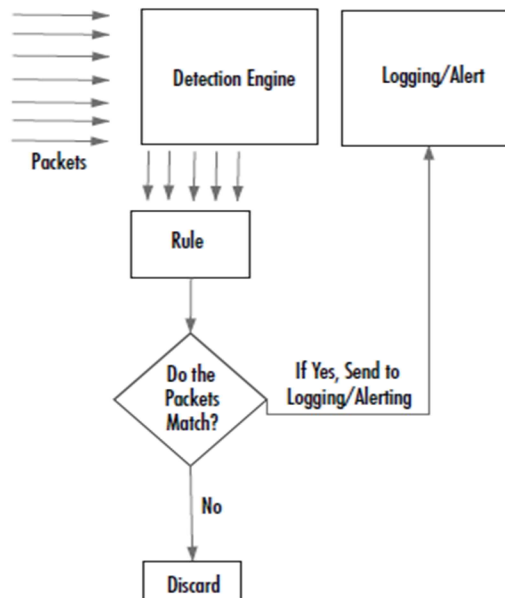 Detection Engine
Logging/Alert
Packets
Rule
Do the
Packets
Match?
If Yes, Send to
Logging/Alerting
No
Discard